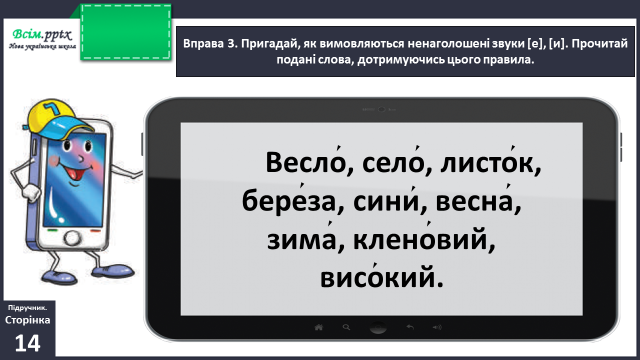 Всім.pptx
Нова українська школа
Вправа 3. Пригадай, як вимовляються ненаголошені звуки [е], [и]. Прочитай
подані слова, дотримуючись цього правила.
Весло́, село́, листо́к,
бере́за, сини́, весна́,
зима́, клено́вий,
висо́кий.
Підручник.
Сторінка
14